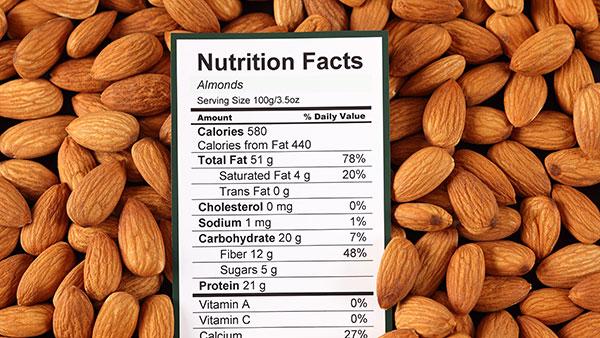 Nutrition Facts
Almonds
Serving Size 100g/3.5oz
Amount % Daily Value
Calories 580
Calories from Fat 440
Total Fat 51 g 78%
Saturated Fat 4 g 20%
Trans Fat 0 g
Cholesterol 0 mg 0%
Sodium 1 mg 1%
Carbohydrate 20 g 7%
Fiber 12 g 48%
Sugars 5 g
Protein 21 g
Vitamin A 0%
Vitamin C 0%
Calcium 27%